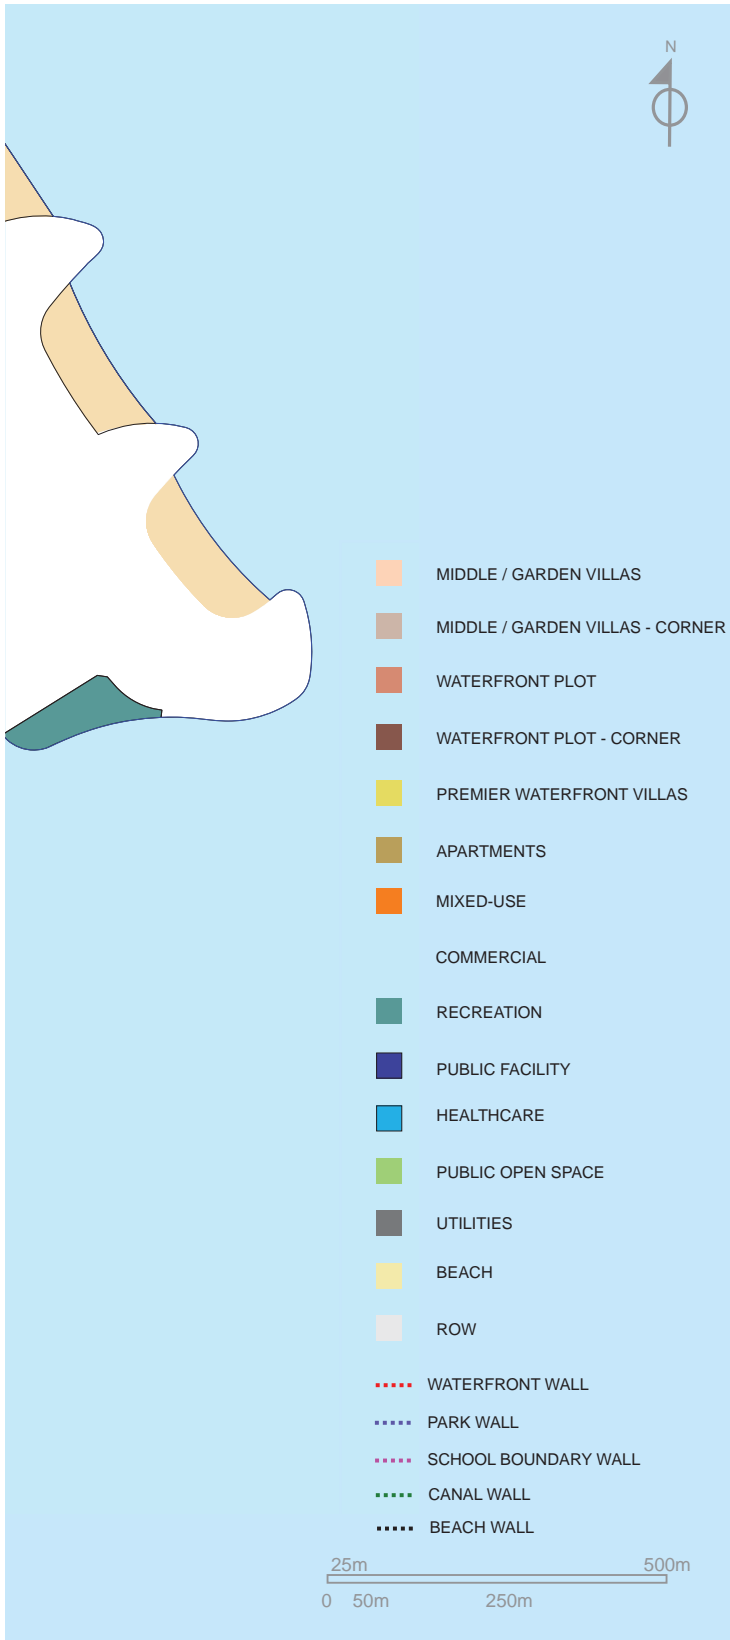 N
MIDDLE / GARDEN VILLAS
MIDDLE / GARDEN VILLAS - CORNER
WATERFRONT PLOT
WATERFRONT PLOT - CORNER
PREMIER WATERFRONT VILLAS
APARTMENTS
MIXED-USE
COMMERCIAL
RECREATION
PUBLIC FACILITY
HEALTHCARE
PUBLIC OPEN SPACE
UTILITIES
BEACH
ROW
WATERFRONT WALL
PARK WALL
SCHOOL BOUNDARY WALL
CANAL WALL
BEACH WALL
25m 500m
0 50m 250m